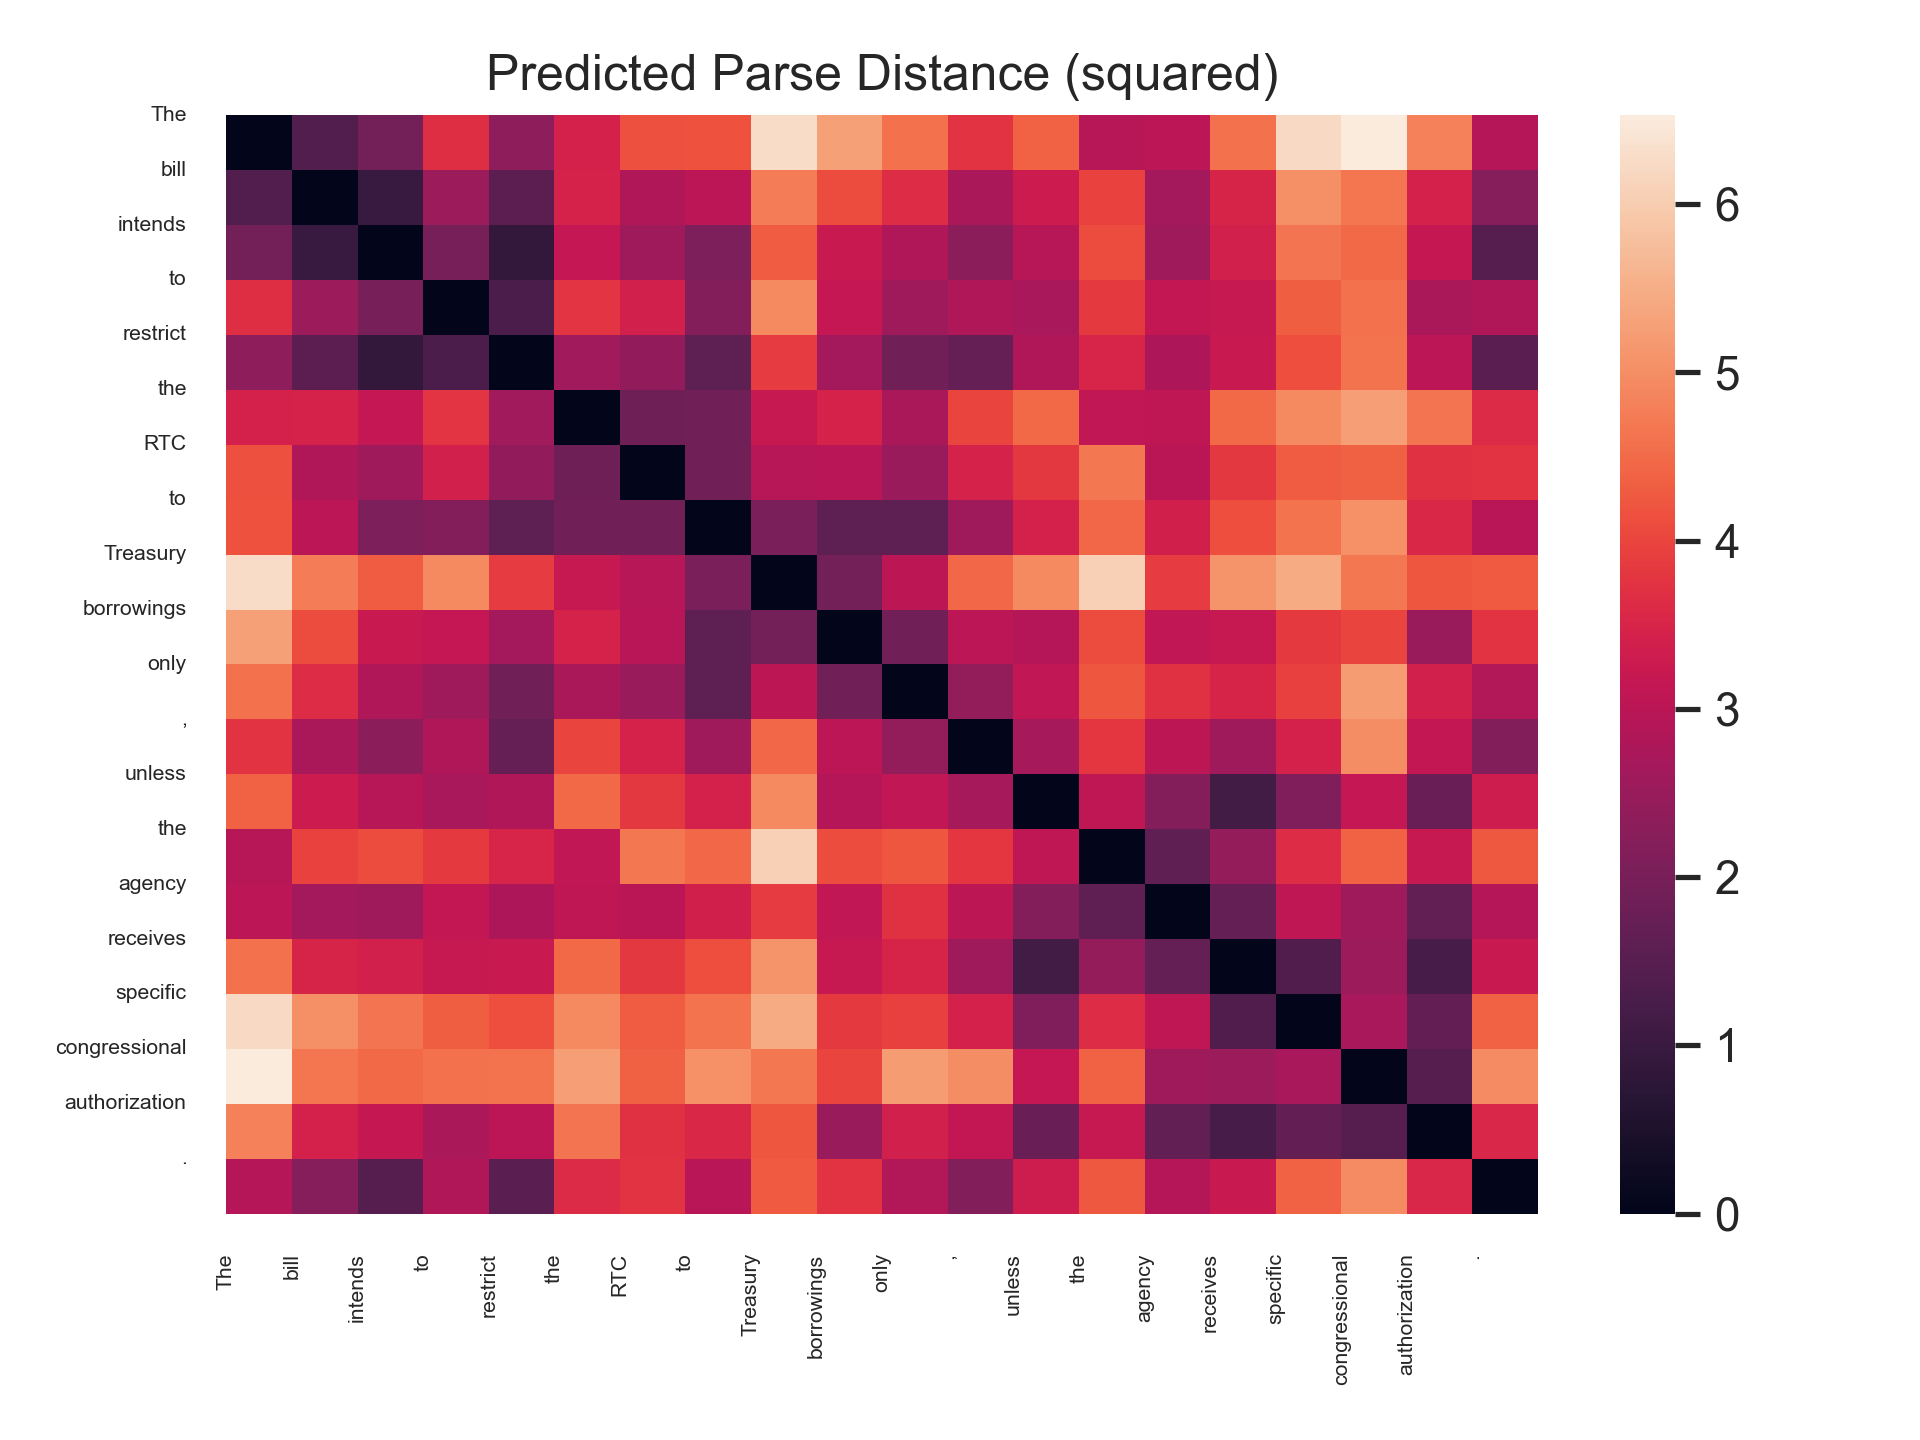 Predicted Parse Distance (squared)
The
bill
intends
to
restrict
the
RTC
to
Treasury
borrowings
only
,
unless
the
agency
receives
specific
congressional
authorization
.
The
bill
intends
to
restrict
the
RTC
to
Treasury
borrowings
only
,
unless
the
agency
receives
specific
congressional
authorization
.
6
5
4
3
2
1
0